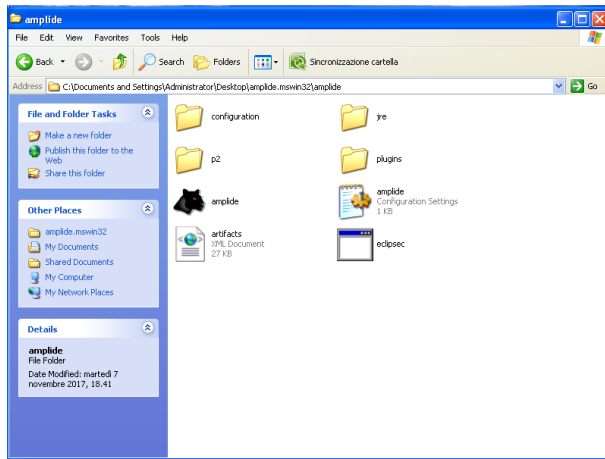 amplide
File Edit View Favorites Tools Help
Back Search Folders Sincronizzazione cartella
Address C:\Documents and Settings\Administrator\Desktop\amplide.mswin32\amplide Go
File and Folder Tasks
Make a new folder
Publish this folder to the
Web
Share this folder
Other Places
amplide.mswin32
My Documents
Shared Documents
My Computer
My Network Places
Details
amplide
File Folder
Date Modified: martedì 7
novembre 2017, 18.41
configuration
jre
p2
plugins
amplide
amplide
Configuration Settings
1 KB
artifacts
XML Document
27 KB
eclipsec